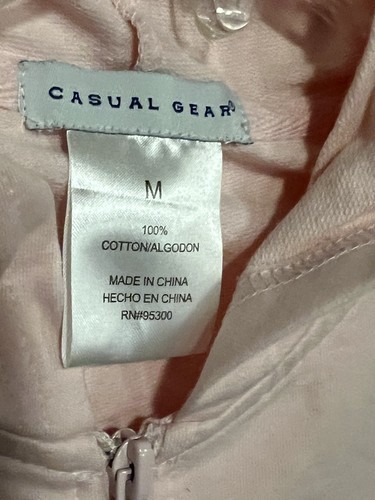 CASUAL GEAR®
M
100%
COTTON/ALGODON
MADE IN CHINA
HECHO EN CHINA
RN#95300